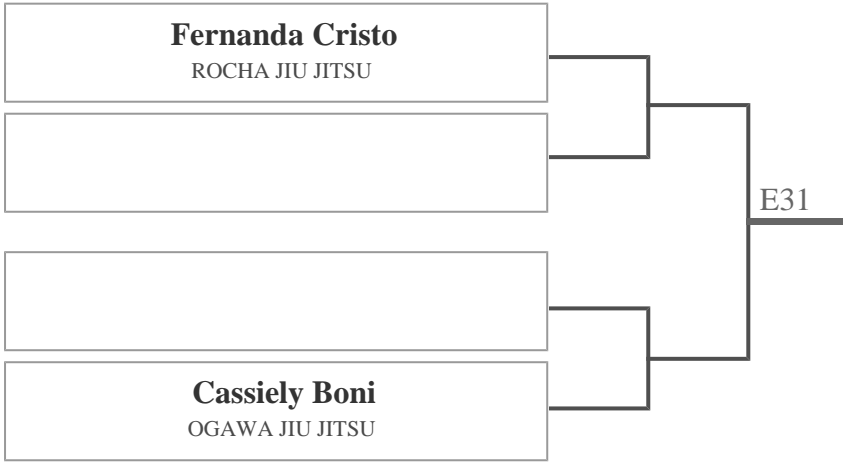 Fernanda Cristo
ROCHA JIU JITSU
E31
Cassiely Boni
OGAWA JIU JITSU